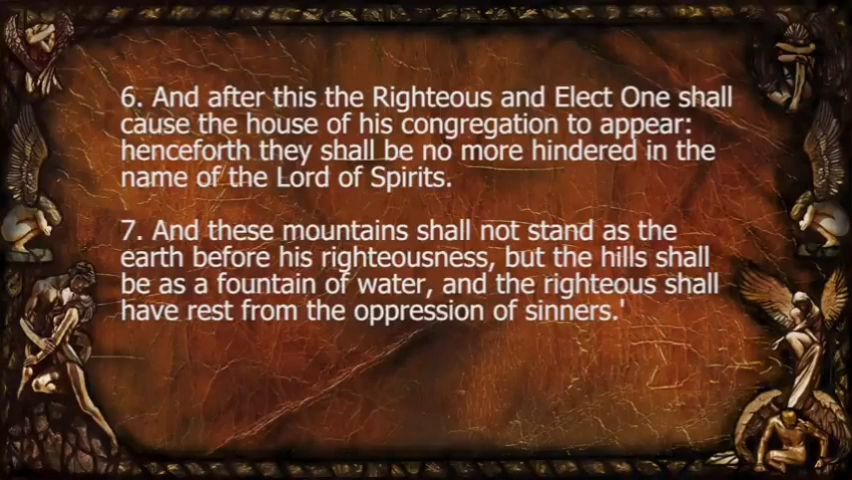 6. And after this the Righteous and Elect One shall
cause the house of his congregation to appear:
henceforth they shall be no more hindered in the
name of the Lord of Spirits.
7. And these mountains shall not stand as the
earth before his righteousness, but the hills shall
be as a fountain of water, and the righteous shall
have rest from the oppression of sinners.'